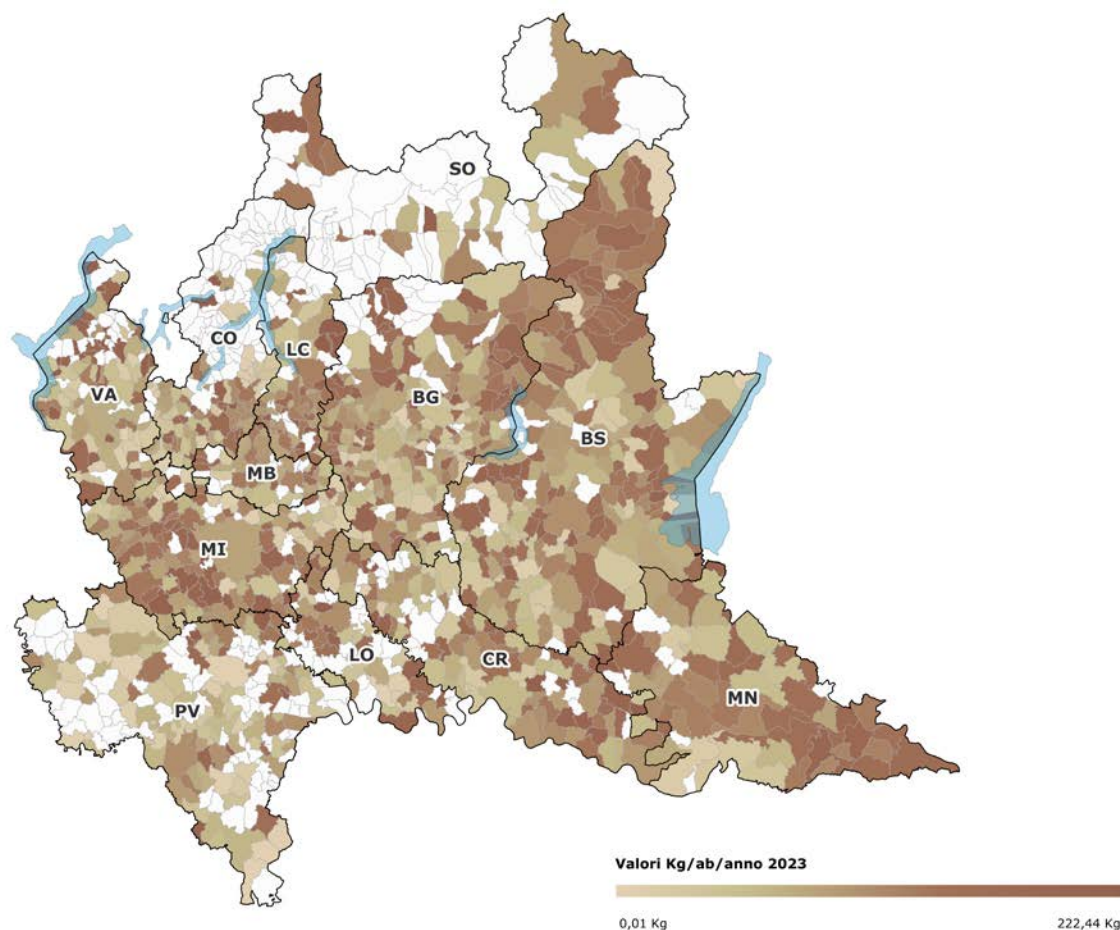 SO
CO
LC
VA
BG
BS
MB
MI
LO
CR
PV
MN
Valori Kg/ab/anno 2023
0,01 Kg
222,44 Kg